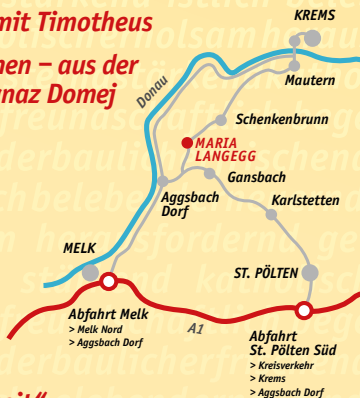 mit Timotheus
nen – aus der
naz Domej
KREMS
Donau
Mautern
Schenkenbrunn
MARIA
LANGEGG
Gansbach
Aggsbach
Dorf
Karlstetten
MELK
ST. PÖLTEN
Abfahrt Melk
> Melk Nord
> Aggsbach Dorf
A1
Abfahrt
St. Pölten Süd
> Kreisverkehr
> Krems
> Aggsbach Dorf